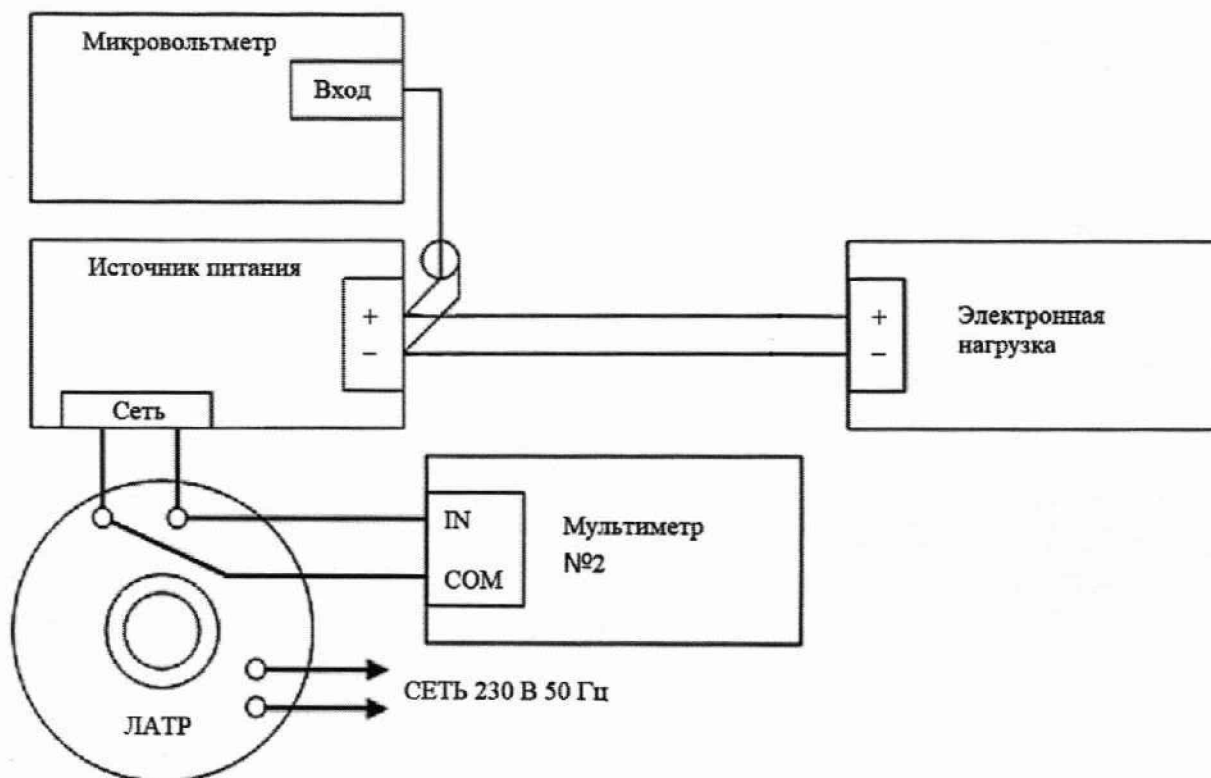 Микровольтметр
Вход
Источник питания
+
−
Сеть
+
−
Электронная
нагрузка
IN
COM
Мультиметр
№2
СЕТЬ 230 В 50 Гц
ЛАТР